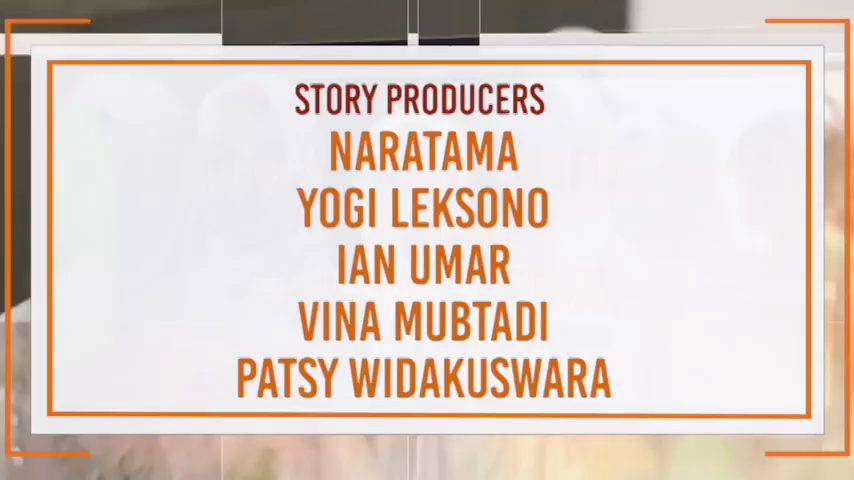 STORY PRODUCERS
NARATAMA
YOGI LEKSONO
IAN UMAR
VINA MUBTADI
PATSY WIDAKUSWARA